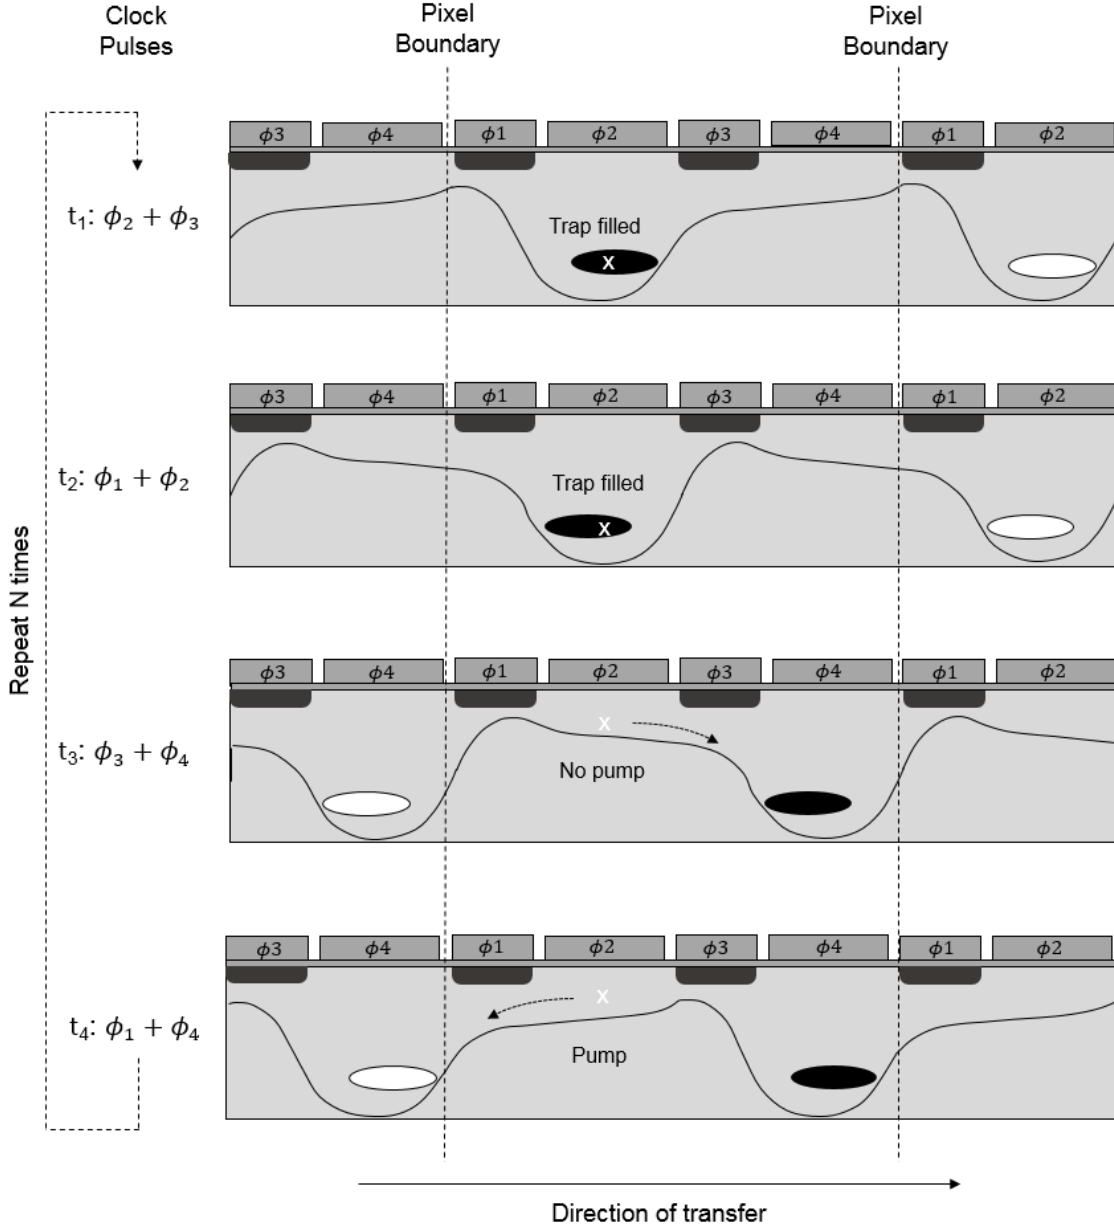 Clock
Pulses
Pixel
Boundary
Pixel
Boundary
ϕ3 ϕ4 ϕ1 ϕ2 ϕ3 ϕ4 ϕ1 ϕ2
t₁: ϕ₂ + ϕ₃
Trap filled
X
ϕ3 ϕ4 ϕ1 ϕ2 ϕ3 ϕ4 ϕ1 ϕ2
t₂: ϕ₁ + ϕ₂
Trap filled
X
Repeat N times
ϕ3 ϕ4 ϕ1 ϕ2 ϕ3 ϕ4 ϕ1 ϕ2
t₃: ϕ₃ + ϕ₄
X
No pump
ϕ3 ϕ4 ϕ1 ϕ2 ϕ3 ϕ4 ϕ1 ϕ2
t₄: ϕ₁ + ϕ₄
X
Pump
Direction of transfer